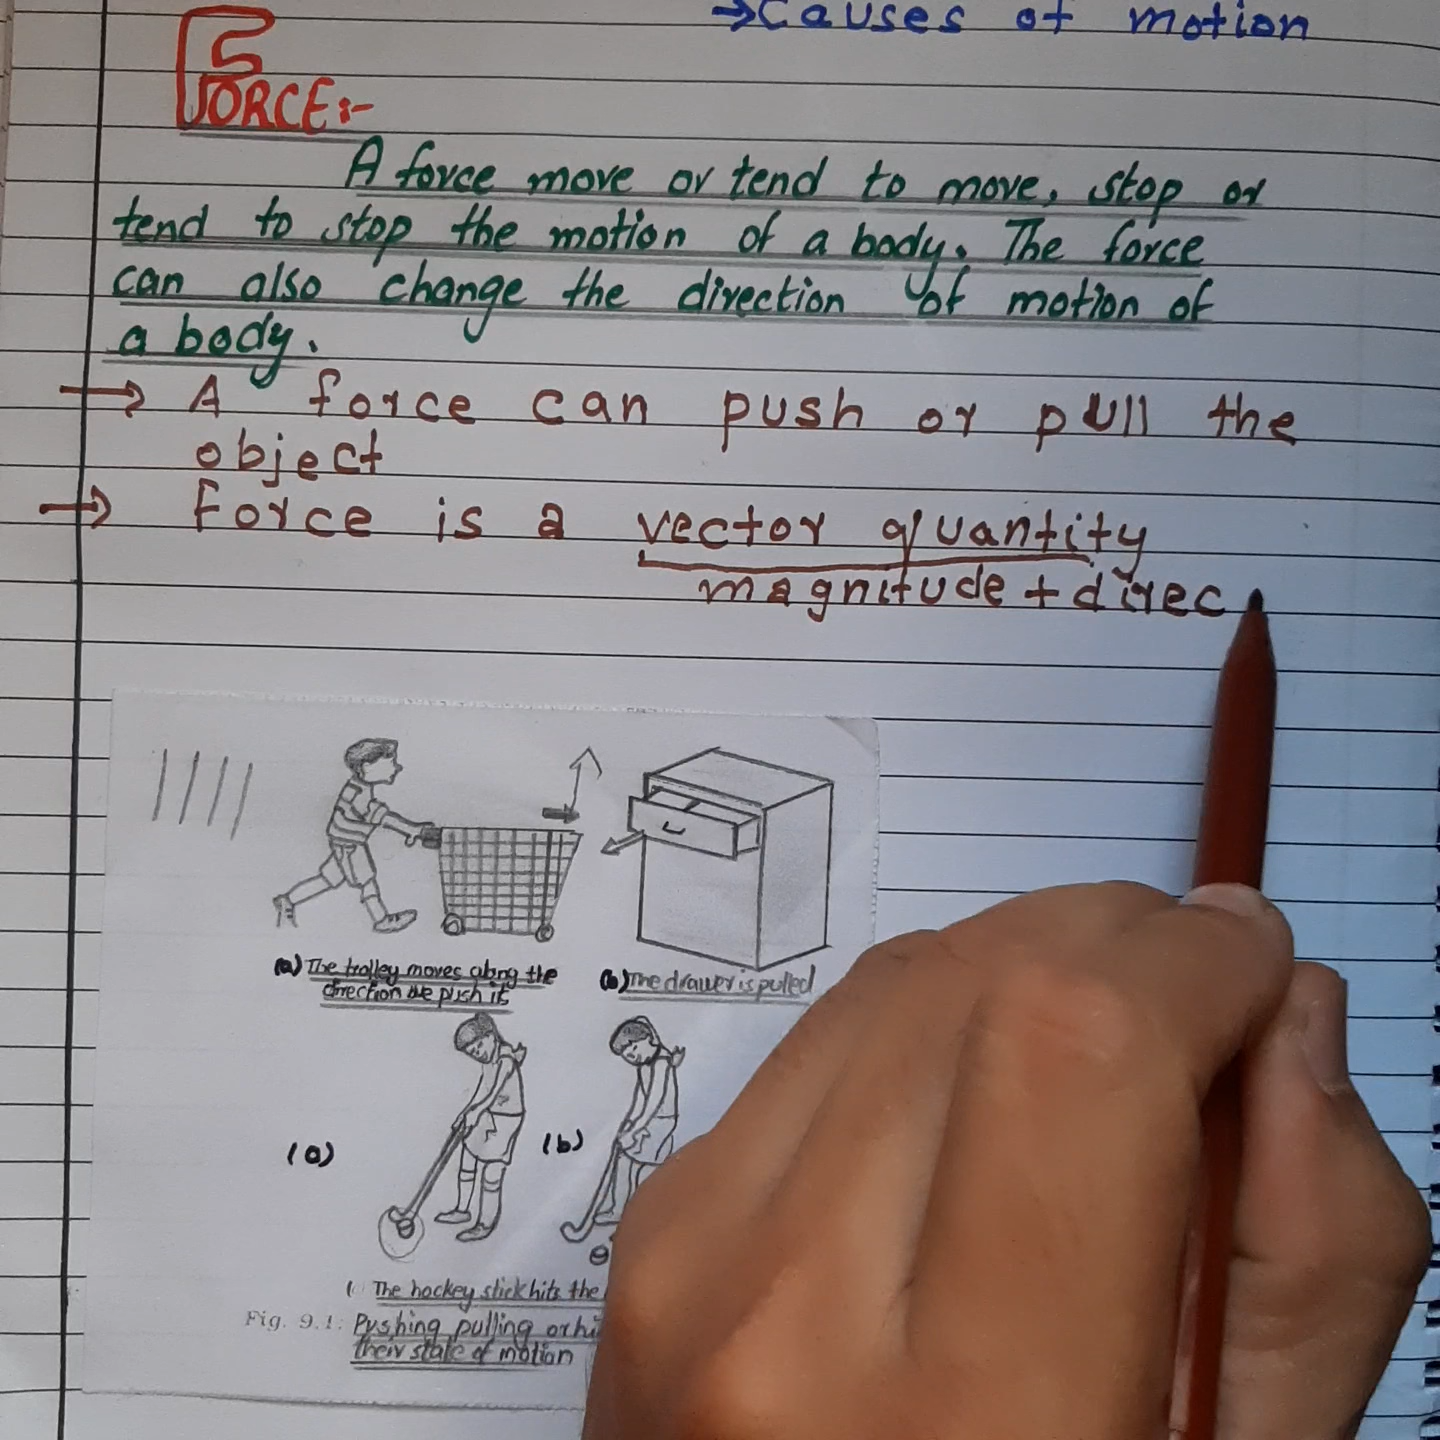 → Causes of motion
FORCE:-
A force move or tend to move, stop or
tend to stop the motion of a body. The force
can also change the direction of motion of
a body.
→ A force can push or pull the
object
→ Force is a vector quantity
magnitude + direc
(a) The trolley moves along the
direction we push it
(b) The drawer is pulled
(a)
(b)
The hockey stick hits the
Fig. 9.1: Pushing, pulling or hi
their state of motion